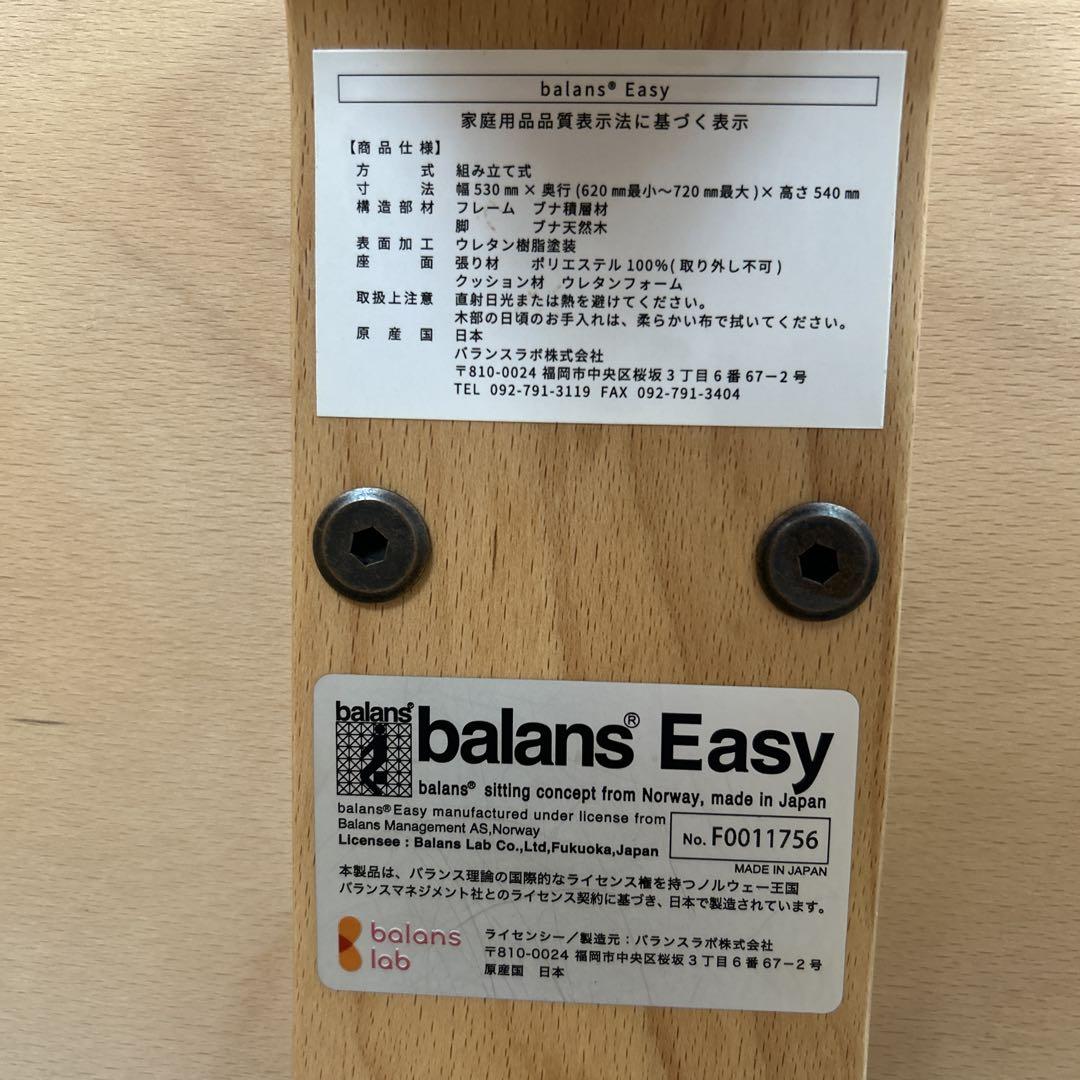 balans® Easy
家庭用品品質表示法に基づく表示
【商品仕様】
方式 組み立て式
寸法 幅 530 ㎜ × 奥行 (620 ㎜最小～720 ㎜最大 ) × 高さ 540 ㎜
構造部材 フレーム ブナ積層材
脚 ブナ天然木
表面加工 ウレタン樹脂塗装
座面 張り材 ポリエステル 100% ( 取り外し不可 )
クッション材 ウレタンフォーム
取扱上注意 直射日光または熱を避けてください。
木部の日頃のお手入れは、柔らかい布で拭いてください。
原産国 日本
バランスラボ株式会社
〒810-0024 福岡市中央区桜坂 3 丁目 6 番 67－2 号
TEL 092-791-3119 FAX 092-791-3404
balans®
balans® Easy
balans® sitting concept from Norway, made in Japan
balans® Easy manufactured under license from
Balans Management AS,Norway
Licensee : Balans Lab Co.,Ltd,Fukuoka,Japan
No. F0011756
MADE IN JAPAN
本製品は、バランス理論の国際的なライセンス権を持つノルウェー王国
バランスマネジメント社とのライセンス契約に基づき、日本で製造されています。
balans
lab
ライセンシー／製造元：バランスラボ株式会社
〒810-0024 福岡市中央区桜坂 3 丁目 6 番 67－2 号
原産国 日本